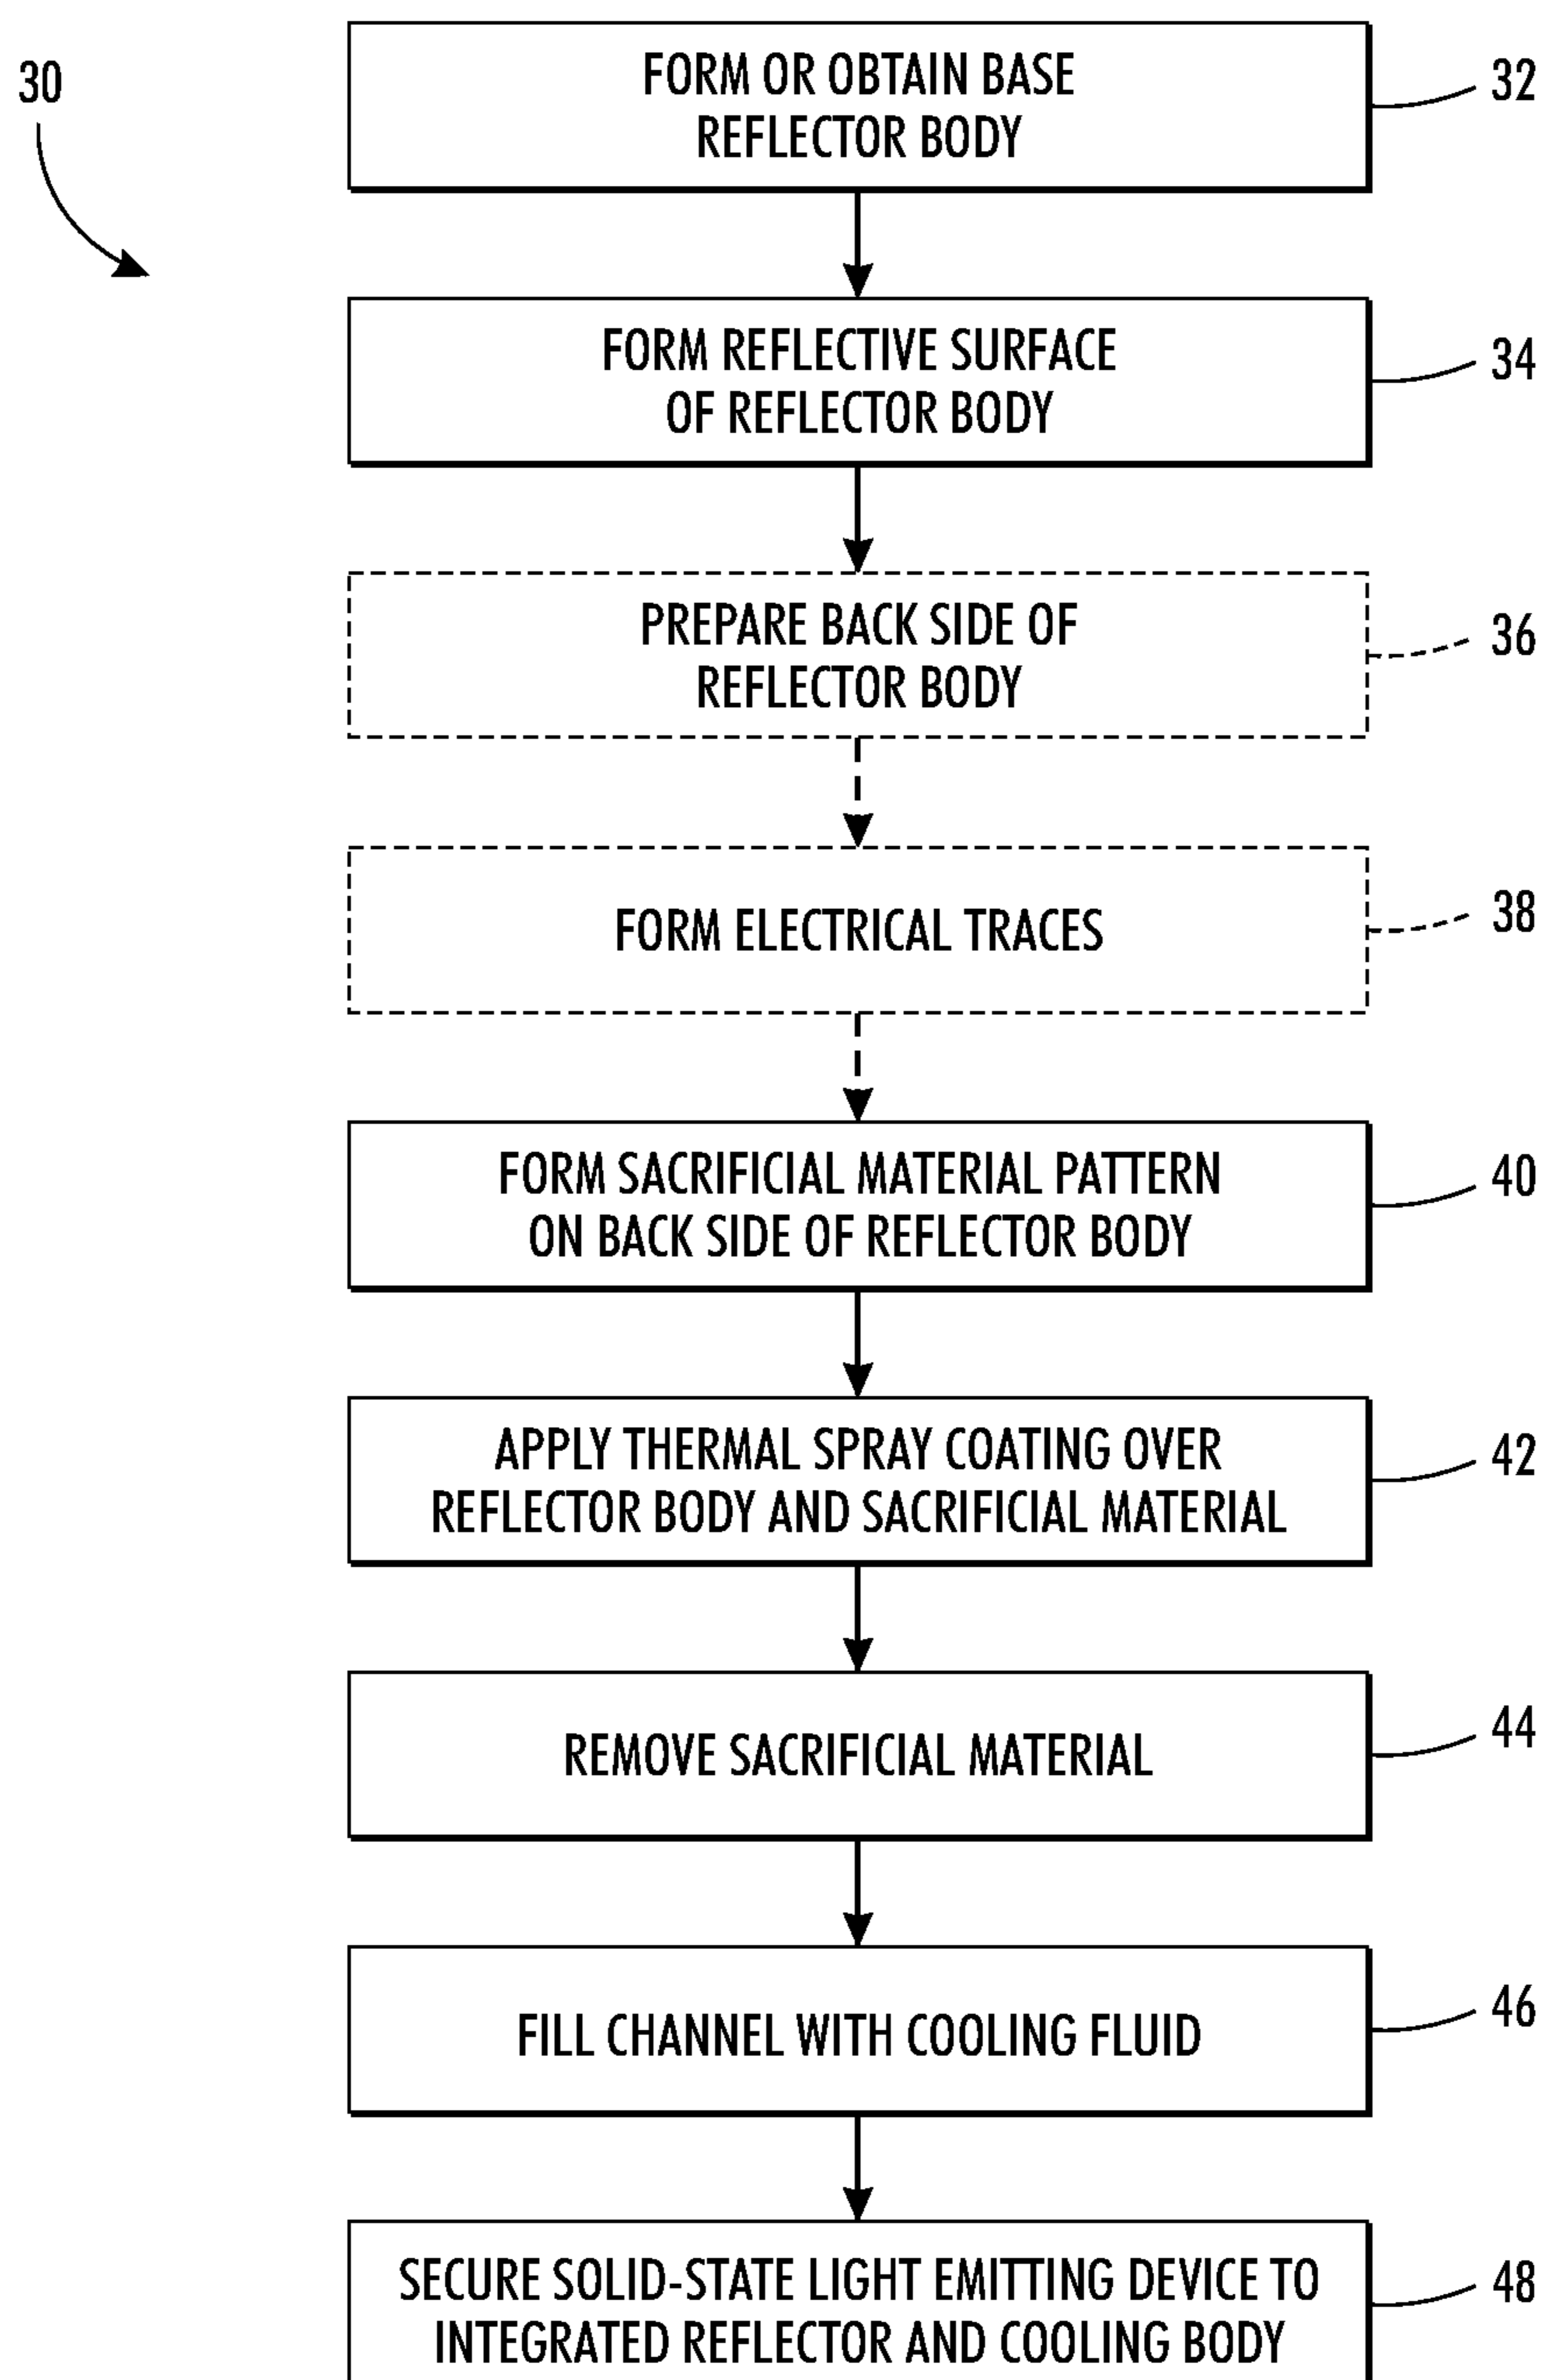 30
FORM OR OBTAIN BASE
REFLECTOR BODY
32
FORM REFLECTIVE SURFACE
OF REFLECTOR BODY
34
PREPARE BACK SIDE OF
REFLECTOR BODY
36
FORM ELECTRICAL TRACES
38
FORM SACRIFICIAL MATERIAL PATTERN
ON BACK SIDE OF REFLECTOR BODY
40
APPLY THERMAL SPRAY COATING OVER
REFLECTOR BODY AND SACRIFICIAL MATERIAL
42
REMOVE SACRIFICIAL MATERIAL
44
FILL CHANNEL WITH COOLING FLUID
46
SECURE SOLID-STATE LIGHT EMITTING DEVICE TO
INTEGRATED REFLECTOR AND COOLING BODY
48